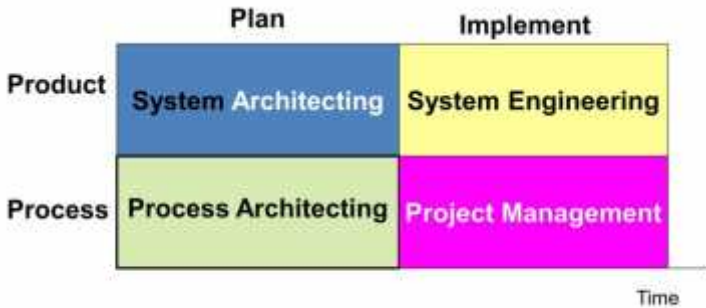 Plan Implement
Product System Architecting System Engineering
Process Process Architecting Project Management
Time